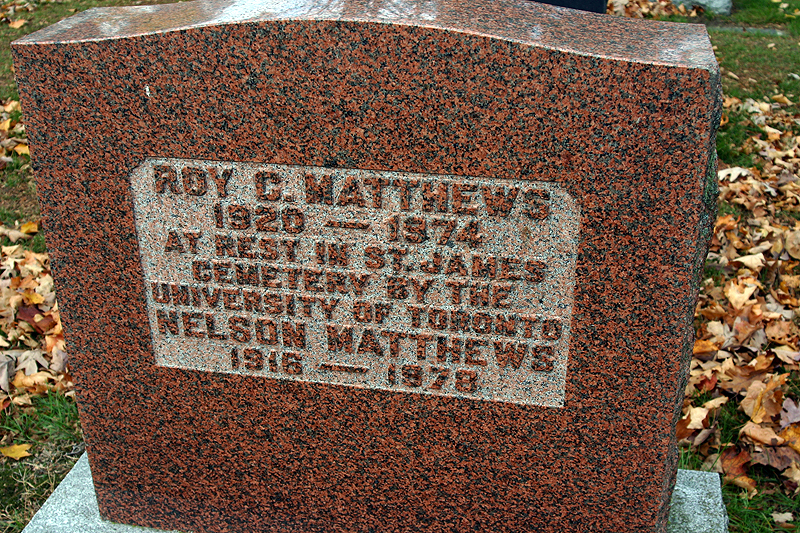 ROY C. MATTHEWS
1920 — 1974
AT REST IN ST. JAMES
CEMETERY BY THE
UNIVERSITY OF TORONTO
NELSON MATTHEWS
1916 — 1978